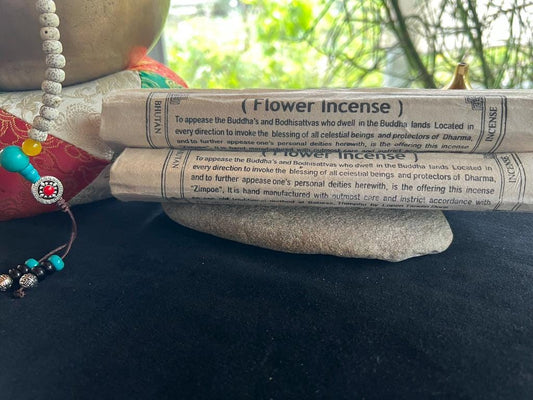 ( Flower Incense )
BHUTAN
To appease the Buddha's and Bodhisattvas who dwell in the Buddha lands Located in
every direction to invoke the blessing of all celestial beings and protectors of Dharma,
and to further appease one's personal deities herewith, is the offering this incense
INCENSE
( Flower Incense )
To appease the Buddha's and Bodhisattvas who dwell in the Buddha lands Located in
every direction to invoke the blessing of all celestial beings and protectors of Dharma,
and to further appease one's personal deities herewith, is the offering this incense
"Zimpoe", It is hand manufactured with outmost care and instrict accordance with
INCENSE